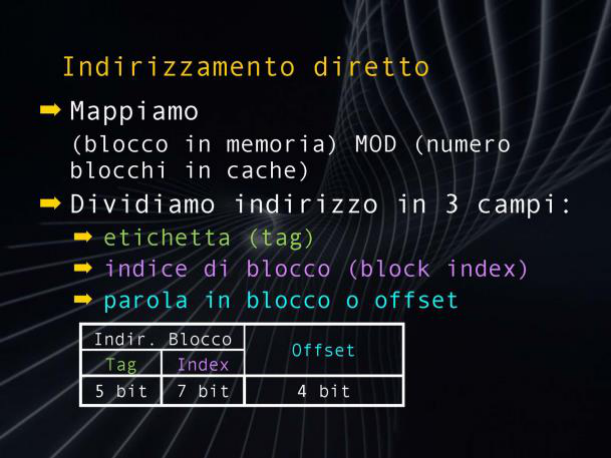 Indirizzamento diretto
➡ Mappiamo
(blocco in memoria) MOD (numero
blocchi in cache)
➡ Dividiamo indirizzo in 3 campi:
➡ etichetta (tag)
➡ indice di blocco (block index)
➡ parola in blocco o offset
Indir. Blocco Offset
Tag Index
5 bit 7 bit 4 bit